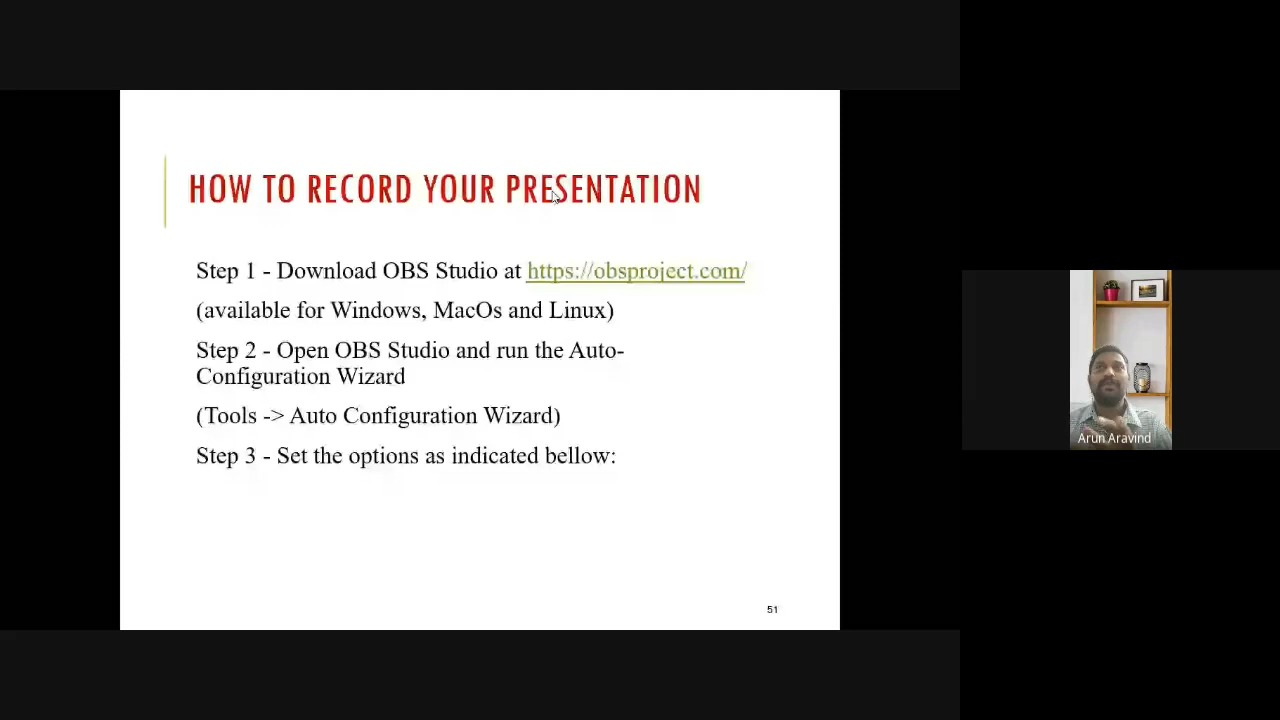 HOW TO RECORD YOUR PRESENTATION
Step 1 - Download OBS Studio at https://obsproject.com/
(available for Windows, MacOs and Linux)
Step 2 - Open OBS Studio and run the Auto-
Configuration Wizard
(Tools -> Auto Configuration Wizard)
Step 3 - Set the options as indicated bellow:
51
Arun Aravind